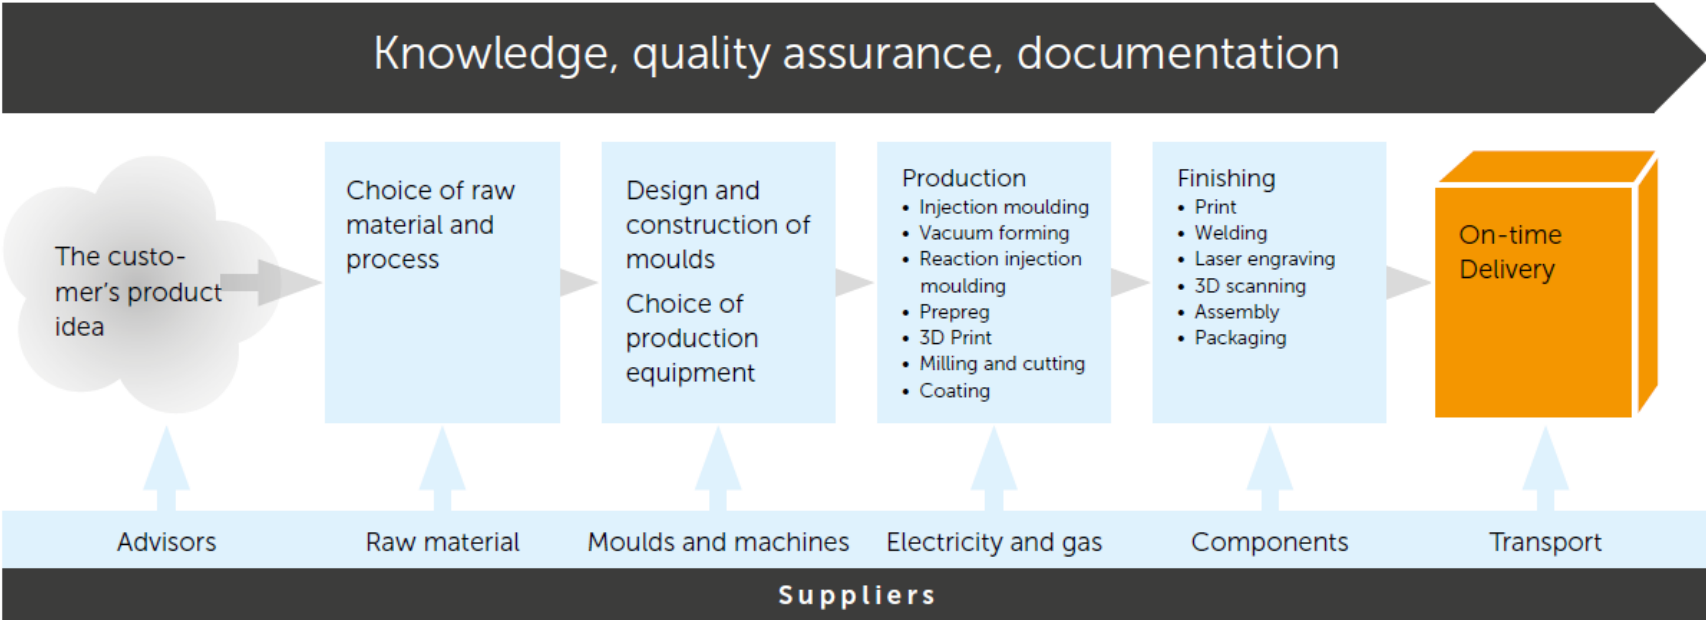 Knowledge, quality assurance, documentation
The custo-
mer's product
idea
Choice of raw
material and
process
Design and
construction of
moulds
Choice of
production
equipment
Production
• Injection moulding
• Vacuum forming
• Reaction injection
moulding
• Prepreg
• 3D Print
• Milling and cutting
• Coating
Finishing
• Print
• Welding
• Laser engraving
• 3D scanning
• Assembly
• Packaging
On-time
Delivery
Advisors
Raw material
Moulds and machines
Electricity and gas
Components
Transport
Suppliers